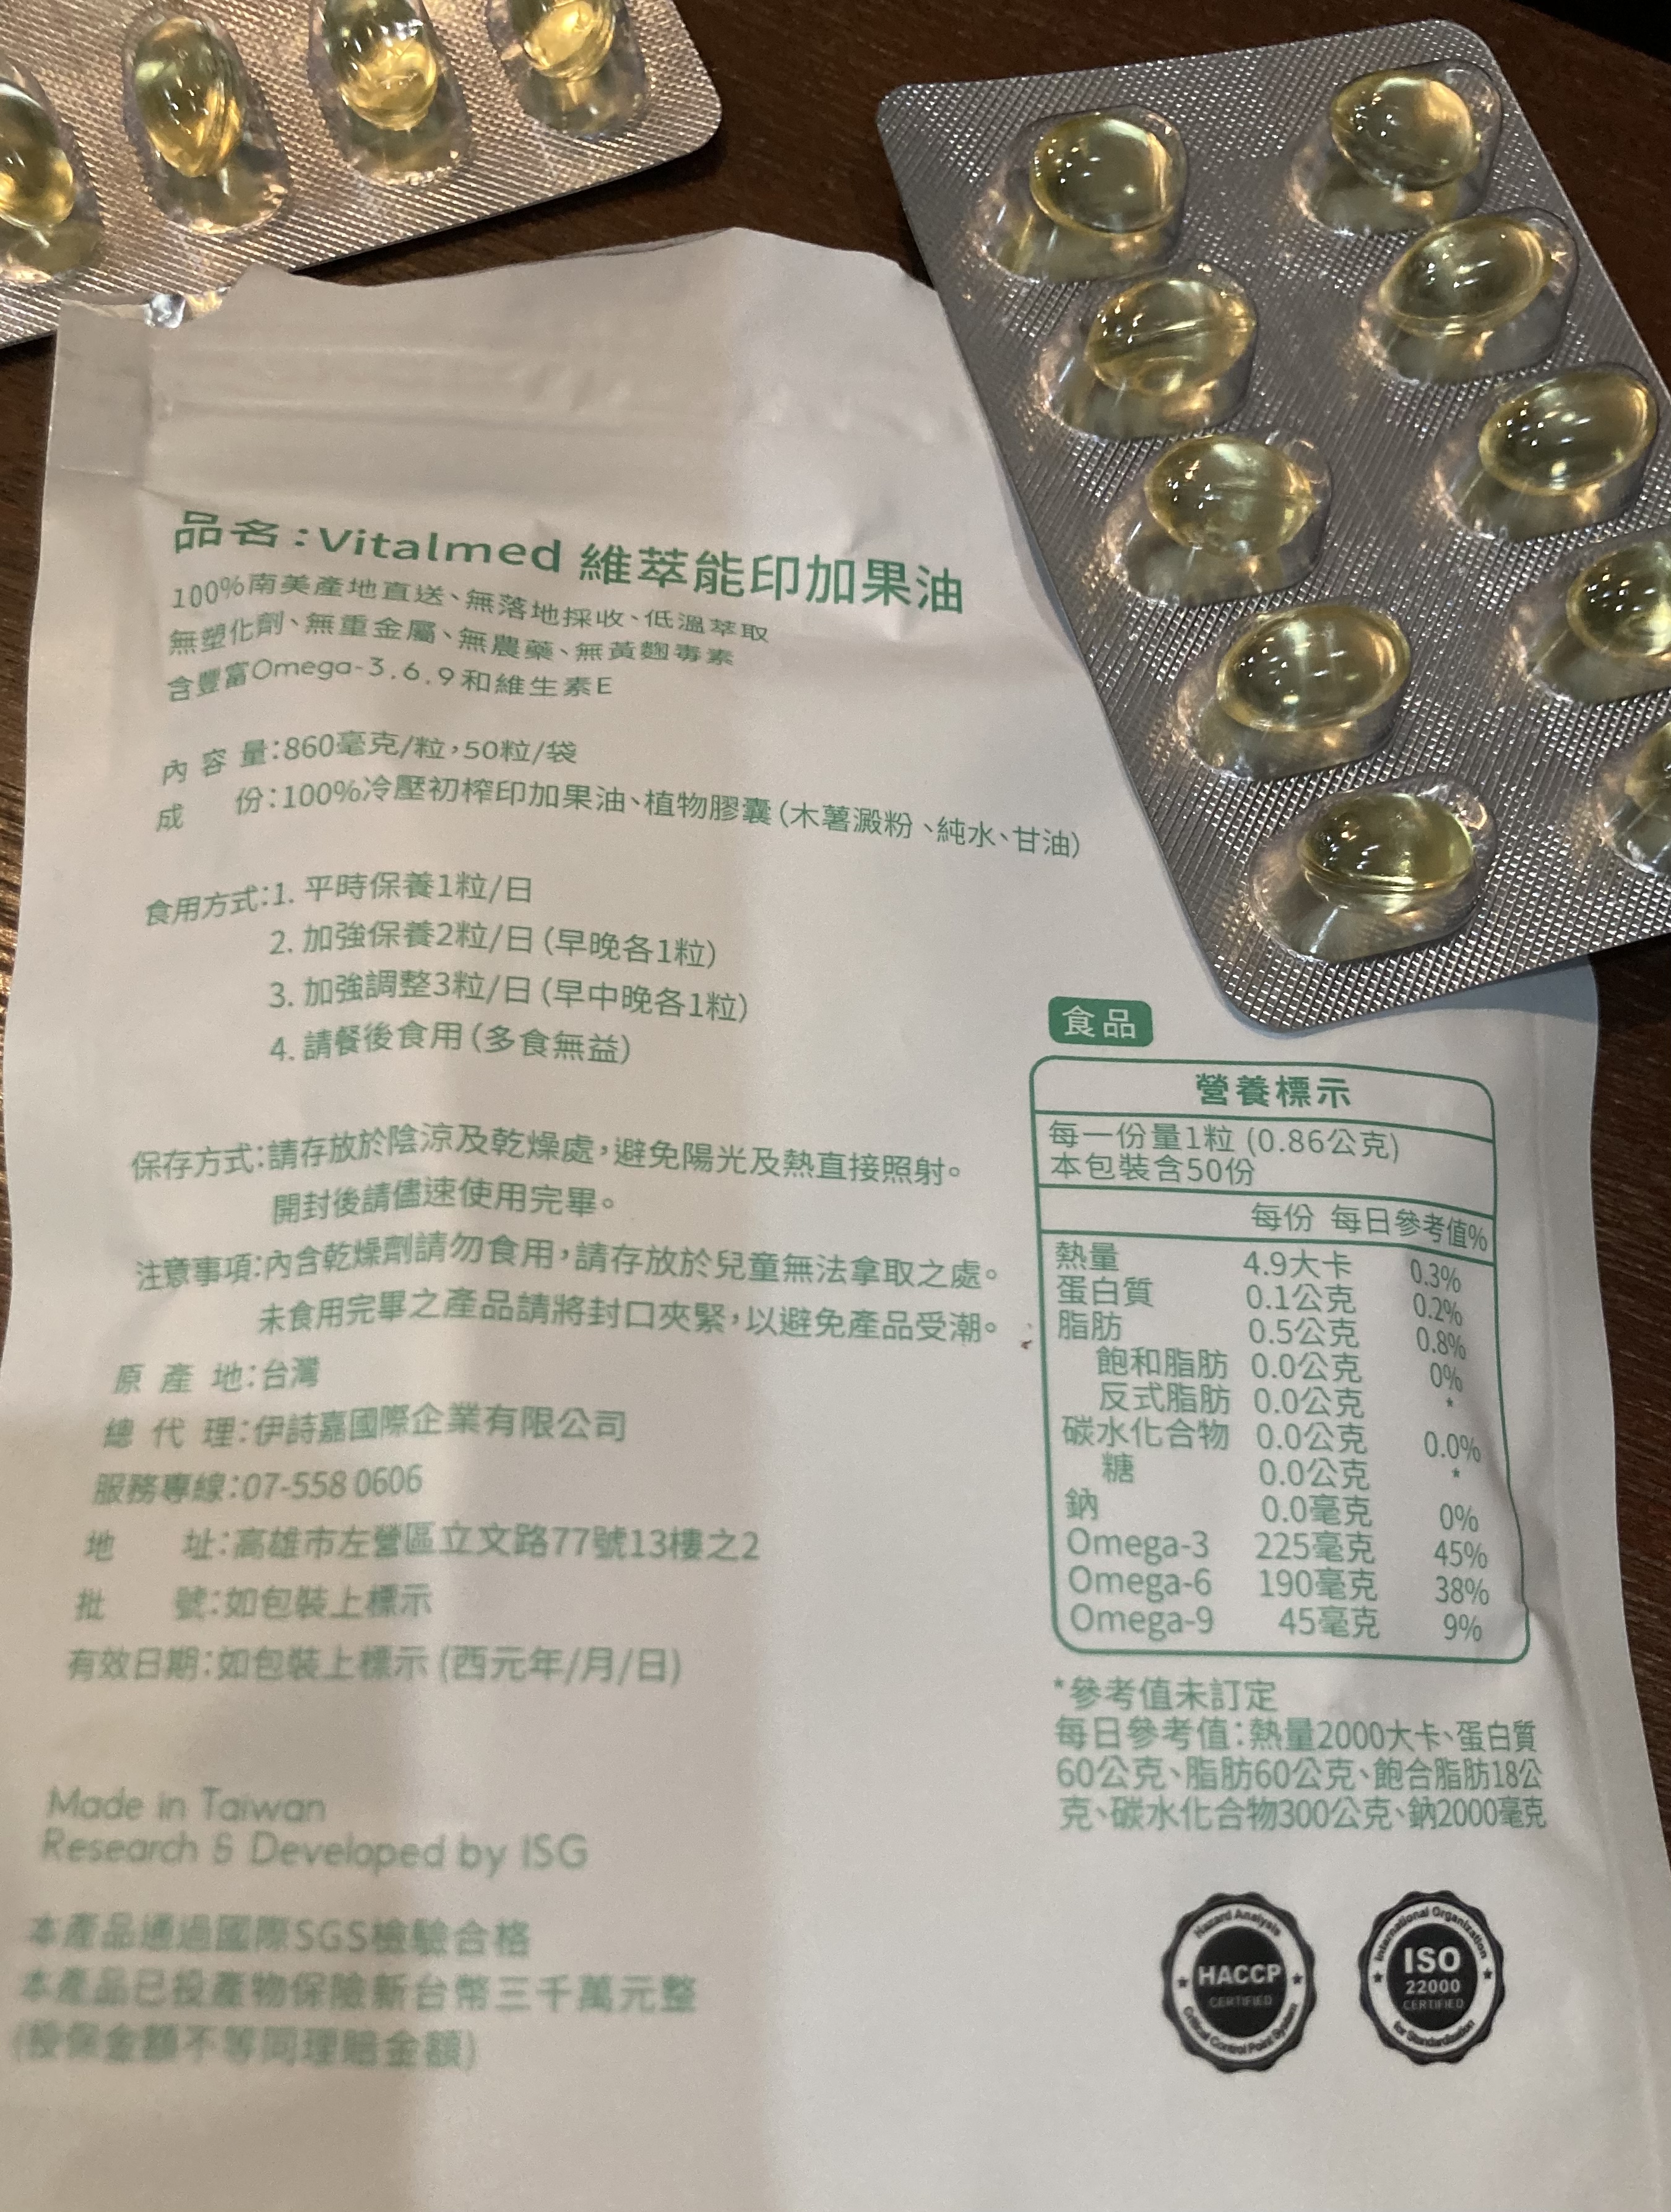 品名:Vitalmed 維萃能印加果油
100%南美產地直送、無落地採收、低溫萃取
無塑化劑、無重金屬、無農藥、無黃麴毒素
含豐富Omega-3.6.9和維生素E
內容量:860毫克/粒,50粒/袋
成份:100%冷壓初榨印加果油、植物膠囊(木薯澱粉、純水、甘油)
食用方式:1. 平時保養1粒/日
2. 加強保養2粒/日(早晚各1粒)
3. 加強調整3粒/日(早中晚各1粒)
4. 請餐後食用(多食無益)
保存方式:請存放於陰涼及乾燥處,避免陽光及熱直接照射。
開封後請儘速使用完畢。
注意事項:內含乾燥劑請勿食用,請存放於兒童無法拿取之處。
未食用完畢之產品請將封口夾緊,以避免產品受潮。
原產地:台灣
總代理:伊詩嘉國際企業有限公司
服務專線:07-558 0606
地址:高雄市左營區立文路77號13樓之2
批號:如包裝上標示
有效日期:如包裝上標示 (西元年/月/日)
Made in Taiwan
Research & Developed by ISG
本產品通過國際SGS檢驗合格
本產品已投產物保險新台幣三千萬元整
(投保金額不等同理賠金額)
食品
營養標示
每一份量1粒 (0.86公克)
本包裝含50份
每份 每日參考值%
熱量 4.9大卡 0.3%
蛋白質 0.1公克 0.2%
脂肪 0.5公克 0.8%
飽和脂肪 0.0公克 0%
反式脂肪 0.0公克 *
碳水化合物 0.0公克 0.0%
糖 0.0公克 *
鈉 0.0毫克 0%
Omega-3 225毫克 45%
Omega-6 190毫克 38%
Omega-9 45毫克 9%
*參考值未訂定
每日參考值:熱量2000大卡、蛋白質
60公克、脂肪60公克、飽合脂肪18公
克、碳水化合物300公克、鈉2000毫克
Hazard Analysis
HACCP
CERTIFIED
Critical Control Point System
International Organization
ISO
22000
CERTIFIED
for Standardization